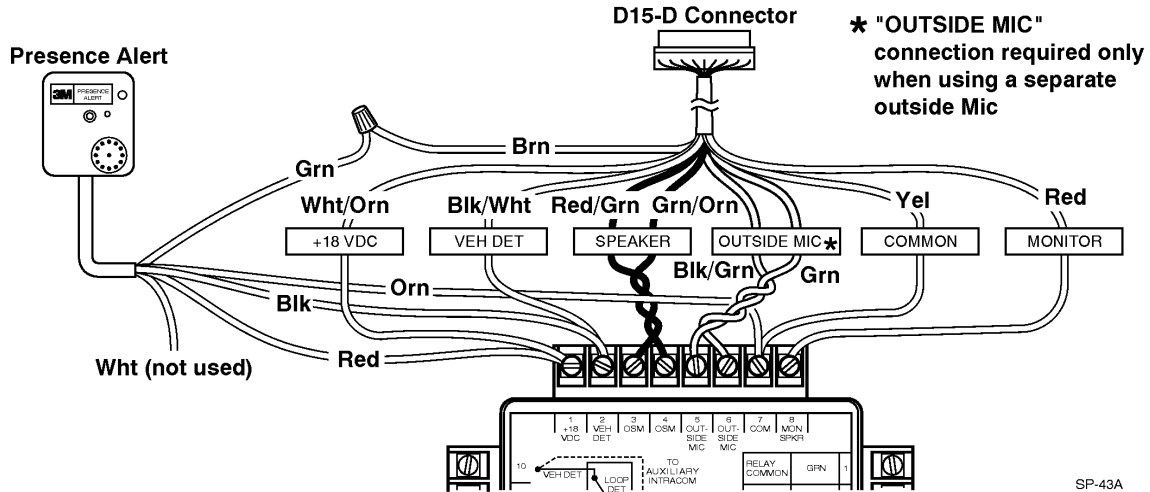 D15-D Connector
* "OUTSIDE MIC"
connection required only
when using a separate
outside Mic
Presence Alert
3M PRESENCE
ALERT
Brn
Grn
Wht/Orn
Blk/Wht
Red/Grn
Grn/Orn
Yel
Red
+18 VDC
VEH DET
SPEAKER
OUTSIDE MIC*
COMMON
MONITOR
Blk/Grn
Grn
Orn
Blk
Wht (not used)
Red
1
+18
VDC
2
VEH
DET
3
OSM
4
OSM
5
OUT-
SIDE
MIC
6
OUT-
SIDE
MIC
7
COM
8
MON
SPKR
10
VEH DET
LOOP
DET
TO
AUXILIARY
INTRACOM
RELAY
COMMON
GRN
1
SP-43A